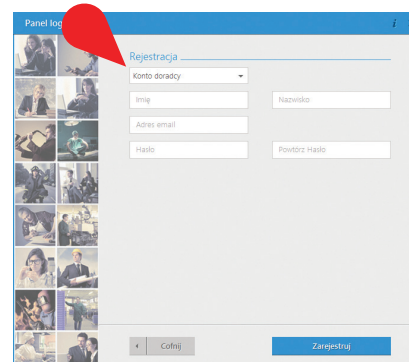 Panel log
i
Rejestracja
Konto doradcy
Imię
Nazwisko
Adres email
Hasło
Powtórz Hasło
Cofnij
Zarejestruj